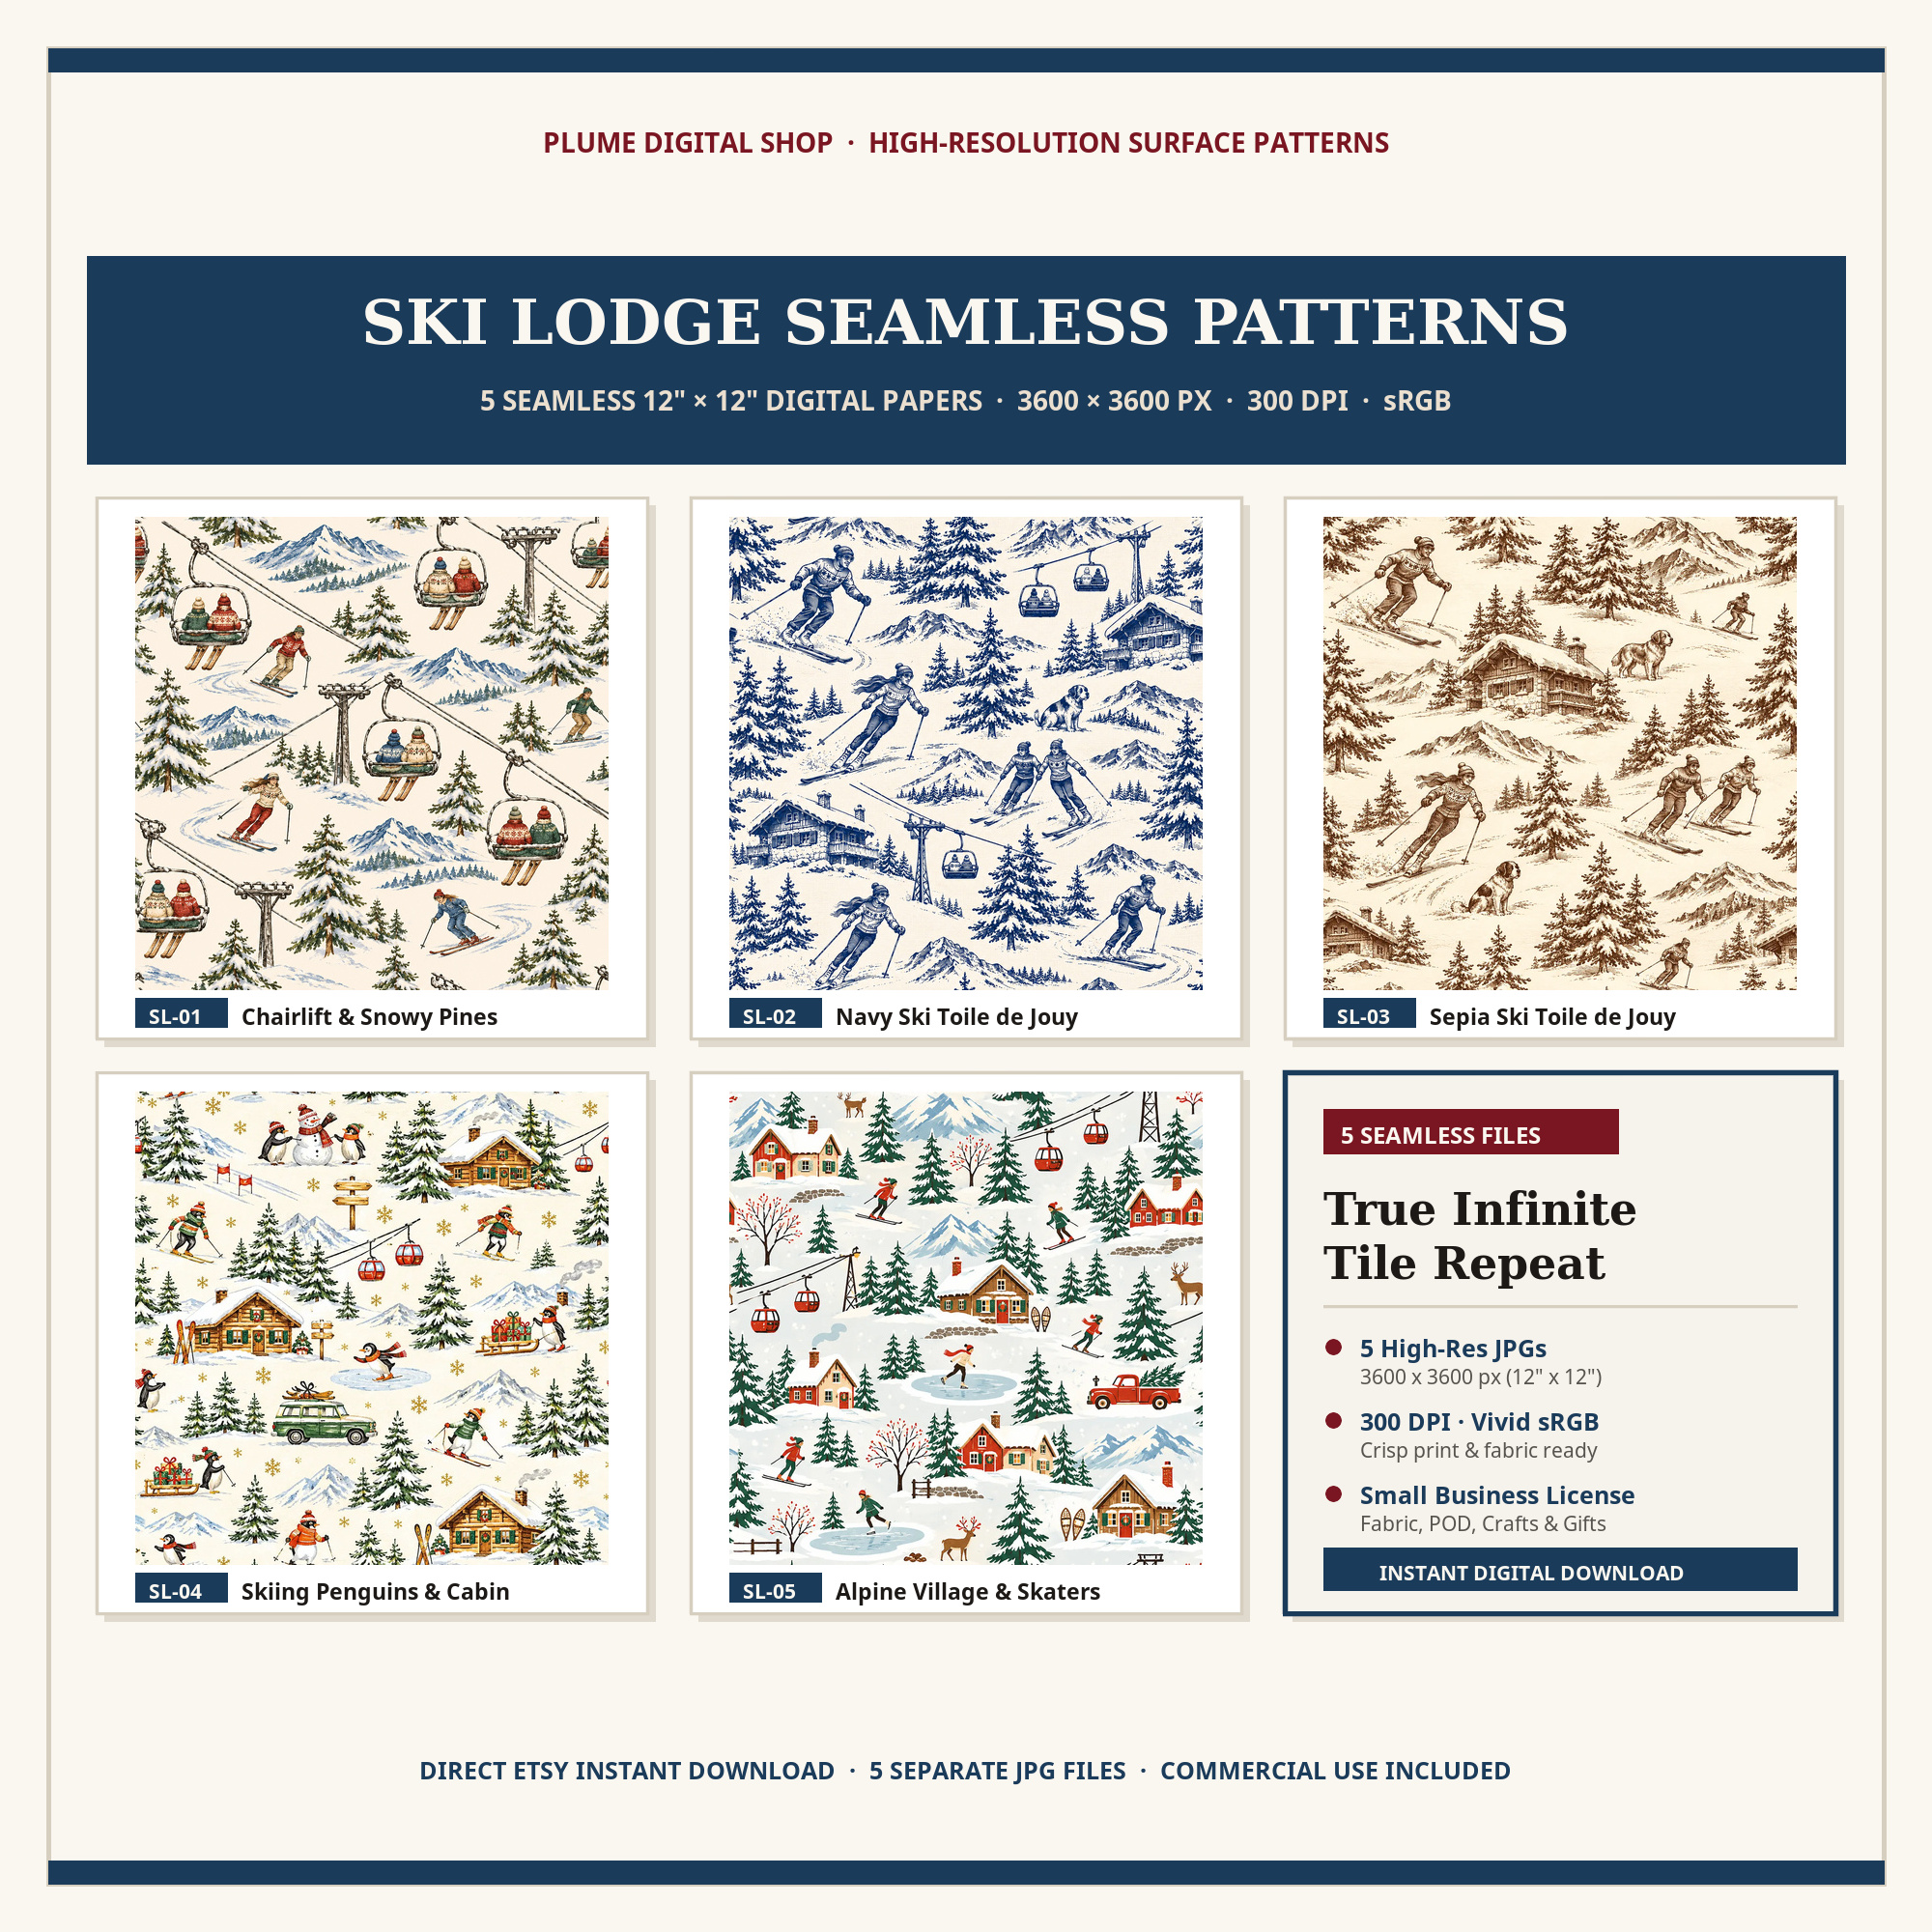 PLUME DIGITAL SHOP · HIGH-RESOLUTION SURFACE PATTERNS
SKI LODGE SEAMLESS PATTERNS
5 SEAMLESS 12" × 12" DIGITAL PAPERS · 3600 × 3600 PX · 300 DPI · sRGB
SL-01 Chairlift & Snowy Pines
SL-02 Navy Ski Toile de Jouy
SL-03 Sepia Ski Toile de Jouy
SL-04 Skiing Penguins & Cabin
SL-05 Alpine Village & Skaters
5 SEAMLESS FILES
True Infinite
Tile Repeat
5 High-Res JPGs
3600 x 3600 px (12" x 12")
300 DPI · Vivid sRGB
Crisp print & fabric ready
Small Business License
Fabric, POD, Crafts & Gifts
INSTANT DIGITAL DOWNLOAD
DIRECT ETSY INSTANT DOWNLOAD · 5 SEPARATE JPG FILES · COMMERCIAL USE INCLUDED